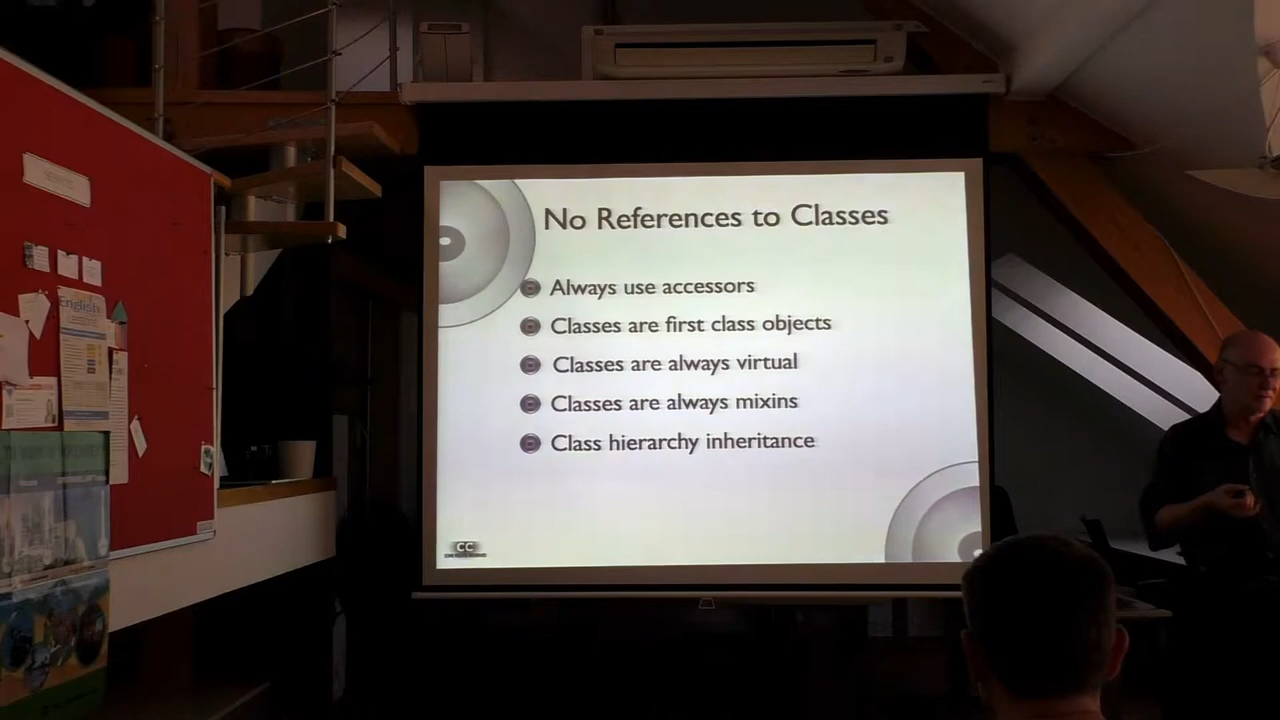 No References to Classes
Always use accessors
Classes are first class objects
Classes are always virtual
Classes are always mixins
Class hierarchy inheritance
CC
English